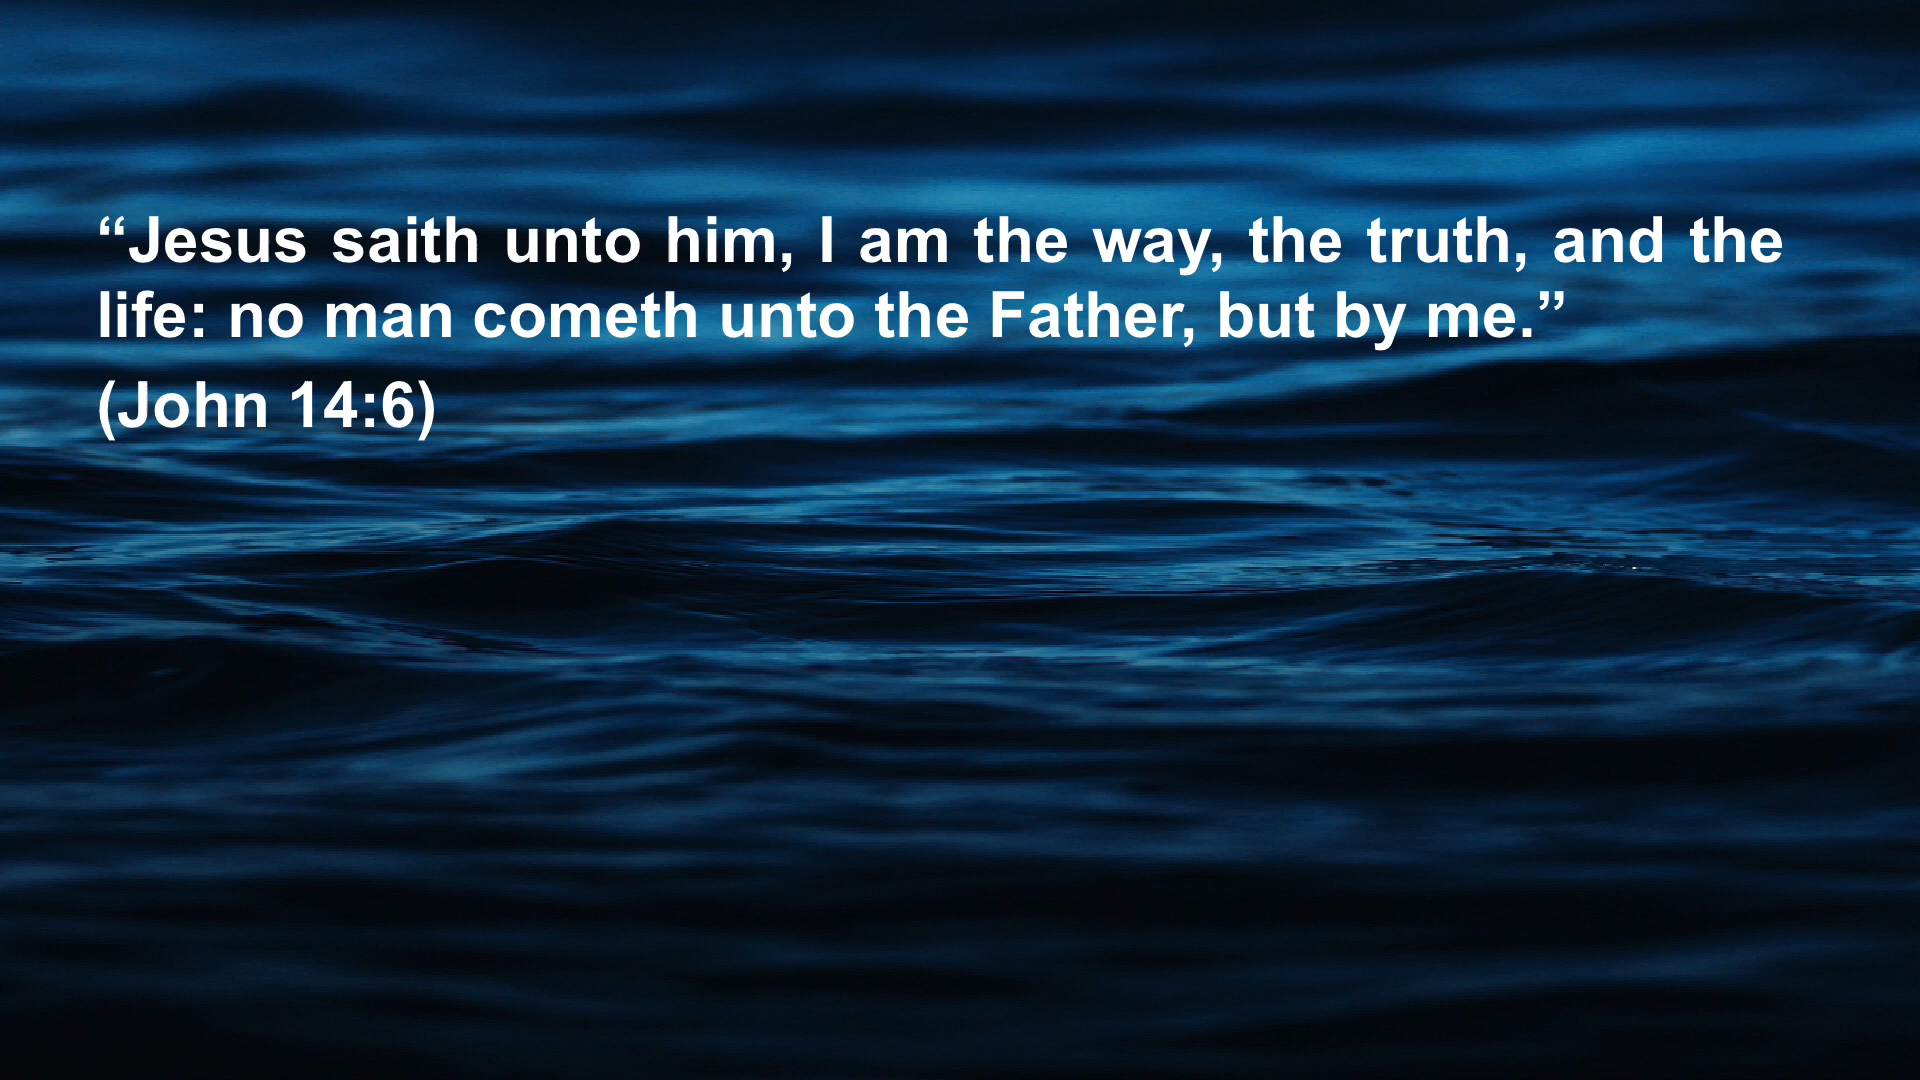 “Jesus saith unto him, I am the way, the truth, and the
life: no man cometh unto the Father, but by me.”
(John 14:6)